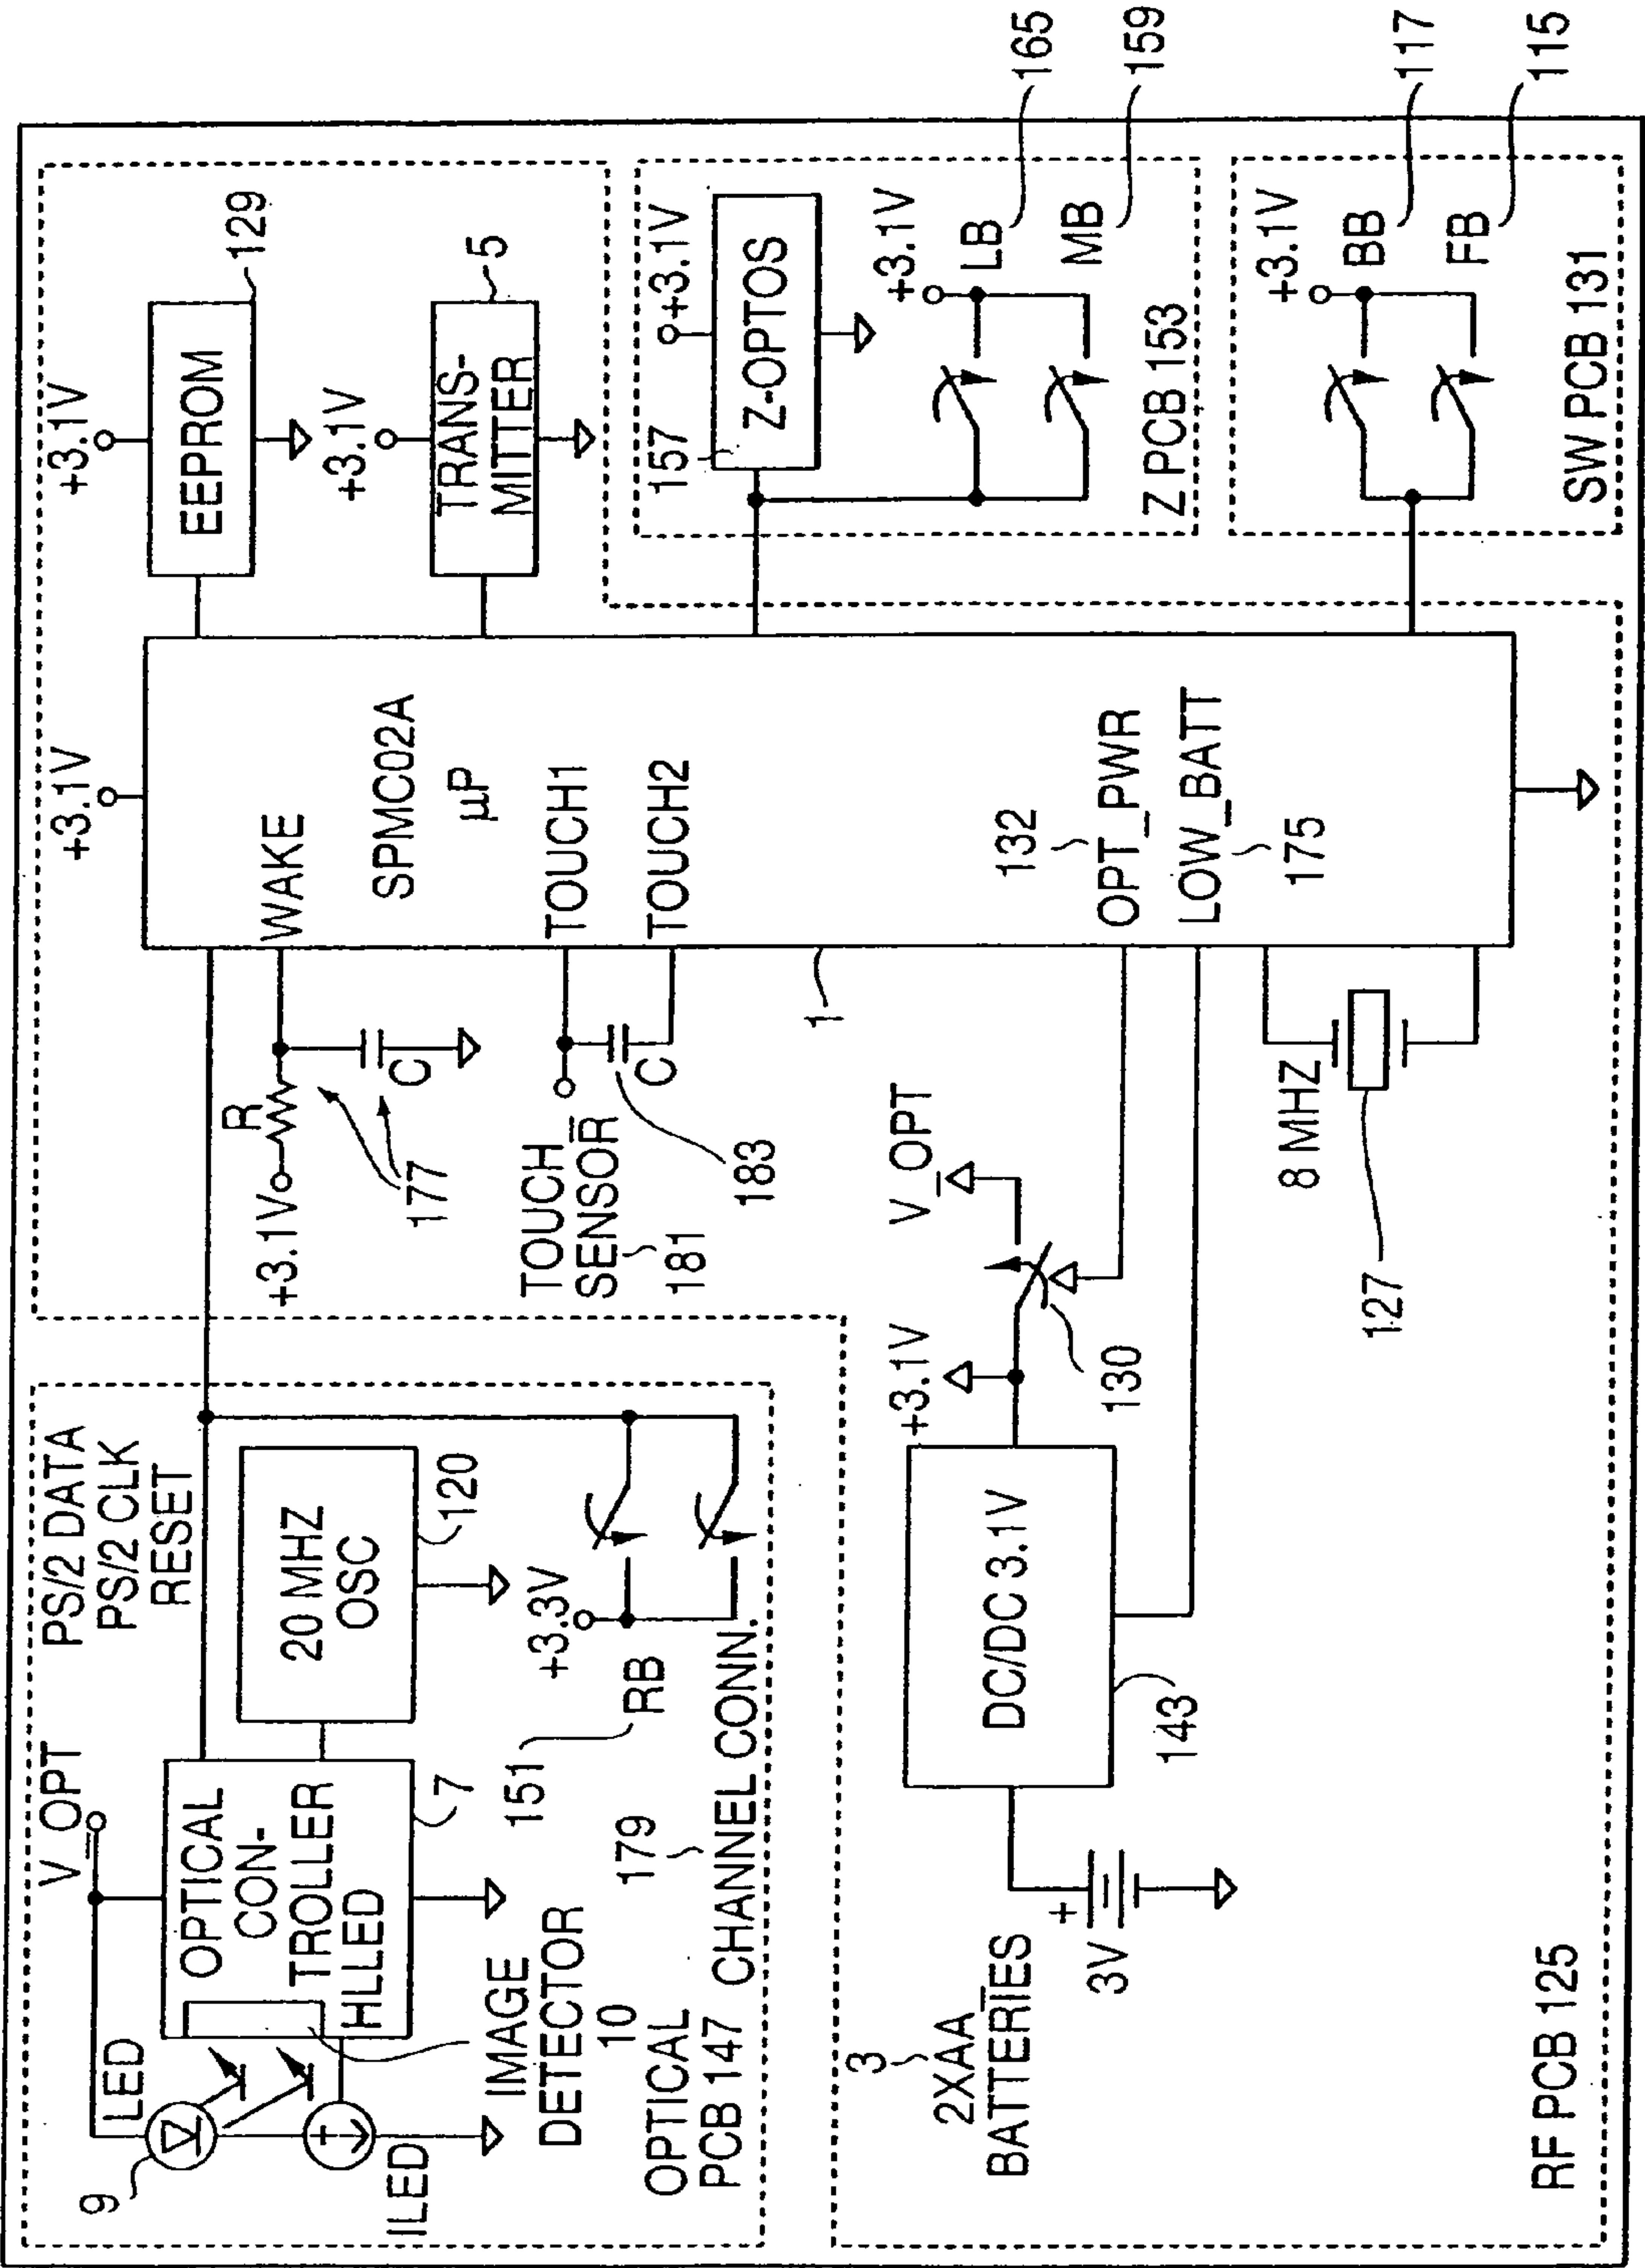 V_OPT
PS/2 DATA
PS/2 CLK
RESET
LED
9
OPTICAL
CON-
TROLLER
HLLED
7
20 MHZ
OSC
120
ILED
IMAGE
DETECTOR
10
OPTICAL
PCB 147
+3.3V
RB
151
179
CHANNEL CONN.
+3.1V
R
C
177
WAKE
+3.1V
SPMC02A
µP
TOUCH1
TOUCH2
TOUCH
SENSOR
181
C
183
1
132
OPT_PWR
LOW_BATT
175
+3.1V
EEPROM
129
+3.1V
TRANS-
MITTER
5
+3.1V
Z-OPTOS
157
+3.1V
LB
165
MB
159
Z PCB 153
+3.1V
BB
117
FB
115
SW PCB 131
3
2XAA
BATTERIES
+
3V
DC/DC 3.1V
143
+3.1V
V_OPT
130
8 MHZ
127
RF PCB 125